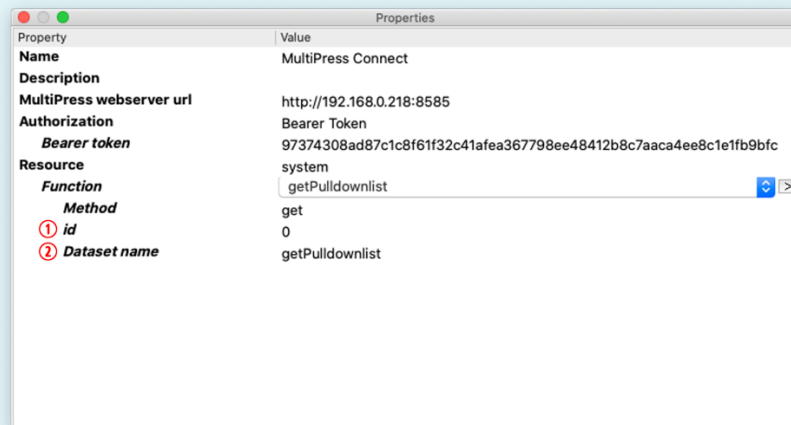 Properties
Property Value
Name MultiPress Connect
Description
MultiPress webserver url http://192.168.0.218:8585
Authorization Bearer Token
Bearer token 97374308ad87c1c8f61f32c41afea367798ee48412b8c7aaca4ee8c1e1fb9bfc
Resource system
Function getPulldownlist >
Method get
① id 0
② Dataset name getPulldownlist